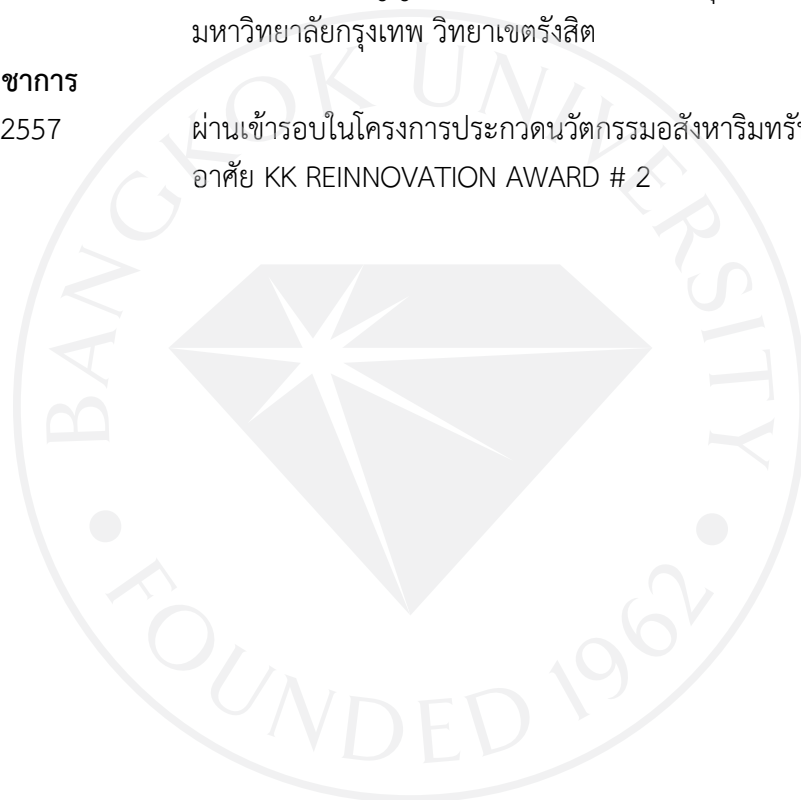 มหาวิทยาลัยกรุงเทพ วิทยาเขตรังสิต
ชาการ
2557 ผ่านเข้ารอบในโครงการประกวดนวัตกรรมอสังหาริมทรั
อาศัย KK REINNOVATION AWARD # 2
BANGKOK UNIVERSITY
FOUNDED 1962